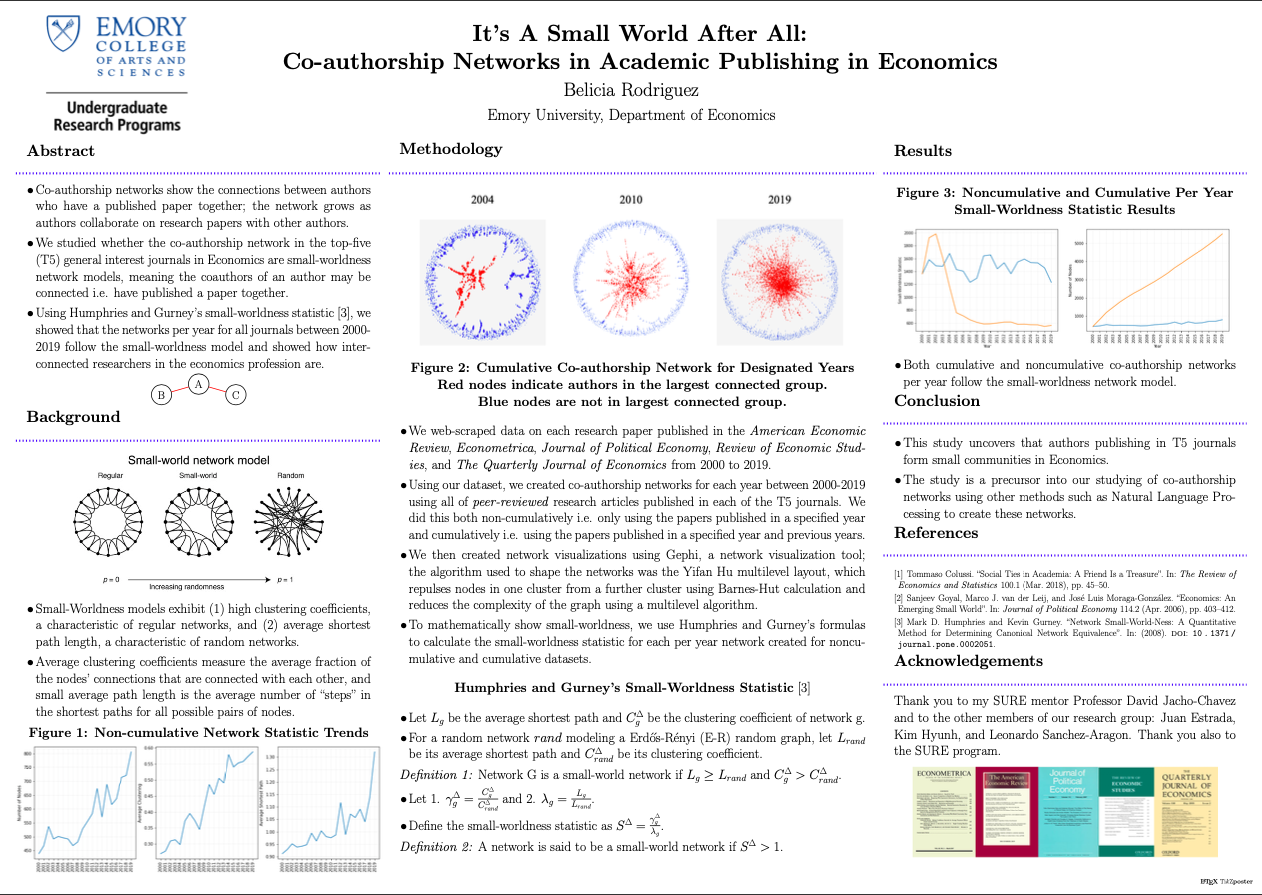 EMORY
COLLEGE
OF ARTS AND
SCIENCES
Undergraduate
Research Programs
It's A Small World After All:
Co-authorship Networks in Academic Publishing in Economics
Belicia Rodriguez
Emory University, Department of Economics
Abstract
• Co-authorship networks show the connections between authors
who have a published paper together; the network grows as
authors collaborate on research papers with other authors.
• We studied whether the co-authorship network in the top-five
(T5) general interest journals in Economics are small-worldness
network models, meaning the coauthors of an author may be
connected i.e. have published a paper together.
• Using Humphries and Gurney's small-worldness statistic [3], we
showed that the networks per year for all journals between 2000-
2019 follow the smallworldness model and showed how inter-
connected researchers in the economics profession are.
B A C
Background
Small-world network model
Regular Small-world Random
p = 0 Increasing randomness p = 1
• Small-Worldness models exhibit (1) high clustering coefficients,
a characteristic of regular networks, and (2) average shortest
path length, a characteristic of random networks.
• Average clustering coefficients measure the average fraction of
the nodes' connections that are connected with each other, and
small average path length is the average number of "steps" in
the shortest paths for all possible pairs of nodes.
Figure 1: Non-cumulative Network Statistic Trends
Number of Nodes
Average Clustering
Average Shortest Path
Methodology
2004 2010 2019
Figure 2: Cumulative Co-authorship Network for Designated Years
Red nodes indicate authors in the largest connected group.
Blue nodes are not in largest connected group.
• We web-scraped data on each research paper published in the American Economic
Review, Econometrica, Journal of Political Economy, Review of Economic Stud-
ies, and The Quarterly Journal of Economics from 2000 to 2019.
• Using our dataset, we created co-authorship networks for each year between 2000-2019
using all of peer-reviewed research articles published in each of the T5 journals. We
did this both non-cumulatively i.e. only using the papers published in a specified year
and cumulatively i.e. using the papers published in a specified year and previous years.
• We then created network visualizations using Gephi, a network visualization tool;
the algorithm used to shape the networks was the Yifan Hu multilevel layout, which
repulses nodes in one cluster from a further cluster using Barnes-Hut calculation and
reduces the complexity of the graph using a multilevel algorithm.
• To mathematically show small-worldness, we use Humphries and Gurney's formulas
to calculate the small-worldness statistic for each per year network created for noncu-
mulative and cumulative datasets.
Humphries and Gurney's Small-Worldness Statistic [3]
• Let L_g be the average shortest path and C_g^Δ be the clustering coefficient of network g.
• For a random network rand modeling a Erdős-Rényi (E-R) random graph, let L_rand
be its average shortest path and C_rand^Δ be its clustering coefficient.
Definition 1: Network G is a small-world network if L_g ≥ L_rand and C_g^Δ > C_rand^Δ.
• Let 1. γ_g^Δ = C_g^Δ / C_rand^Δ and 2. λ_g = L_g / L_rand.
• Define the small-worldness statistic as S^Δ = γ_g^Δ / λ_g.
Definition 2: A network is said to be a small-world network if S^Δ > 1.
Results
Figure 3: Noncumulative and Cumulative Per Year
Small-Worldness Statistic Results
Small-Worldness Statistic
Number of Nodes
Year Year
• Both cumulative and noncumulative co-authorship networks
per year follow the small-worldness network model.
Conclusion
• This study uncovers that authors publishing in T5 journals
form small communities in Economics.
• The study is a precursor into our studying of co-authorship
networks using other methods such as Natural Language Pro-
cessing to create these networks.
References
[1] Tommaso Colussi. "Social Ties in Academia: A Friend Is a Treasure". In: The Review of
Economics and Statistics 100.1 (Mar. 2018), pp. 45–50.
[2] Sanjeev Goyal, Marco J. van der Leij, and José Luis Moraga-González. "Economics: An
Emerging Small World". In: Journal of Political Economy 114.2 (Apr. 2006), pp. 403–412.
[3] Mark D. Humphries and Kevin Gurney. "Network Small-World-Ness: A Quantitative
Method for Determining Canonical Network Equivalence". In: (2008). DOI: 10.1371/
journal.pone.0002051.
Acknowledgements
Thank you to my SURE mentor Professor David Jacho-Chavez
and to the other members of our research group: Juan Estrada,
Kim Hyunh, and Leonardo Sanchez-Aragon. Thank you also to
the SURE program.
ECONOMETRICA
The American
Economic Review
Journal of
Political
Economy
ECONOMIC
STUDIES
THE
QUARTERLY
JOURNAL OF
ECONOMICS
LaTeX TikZposter